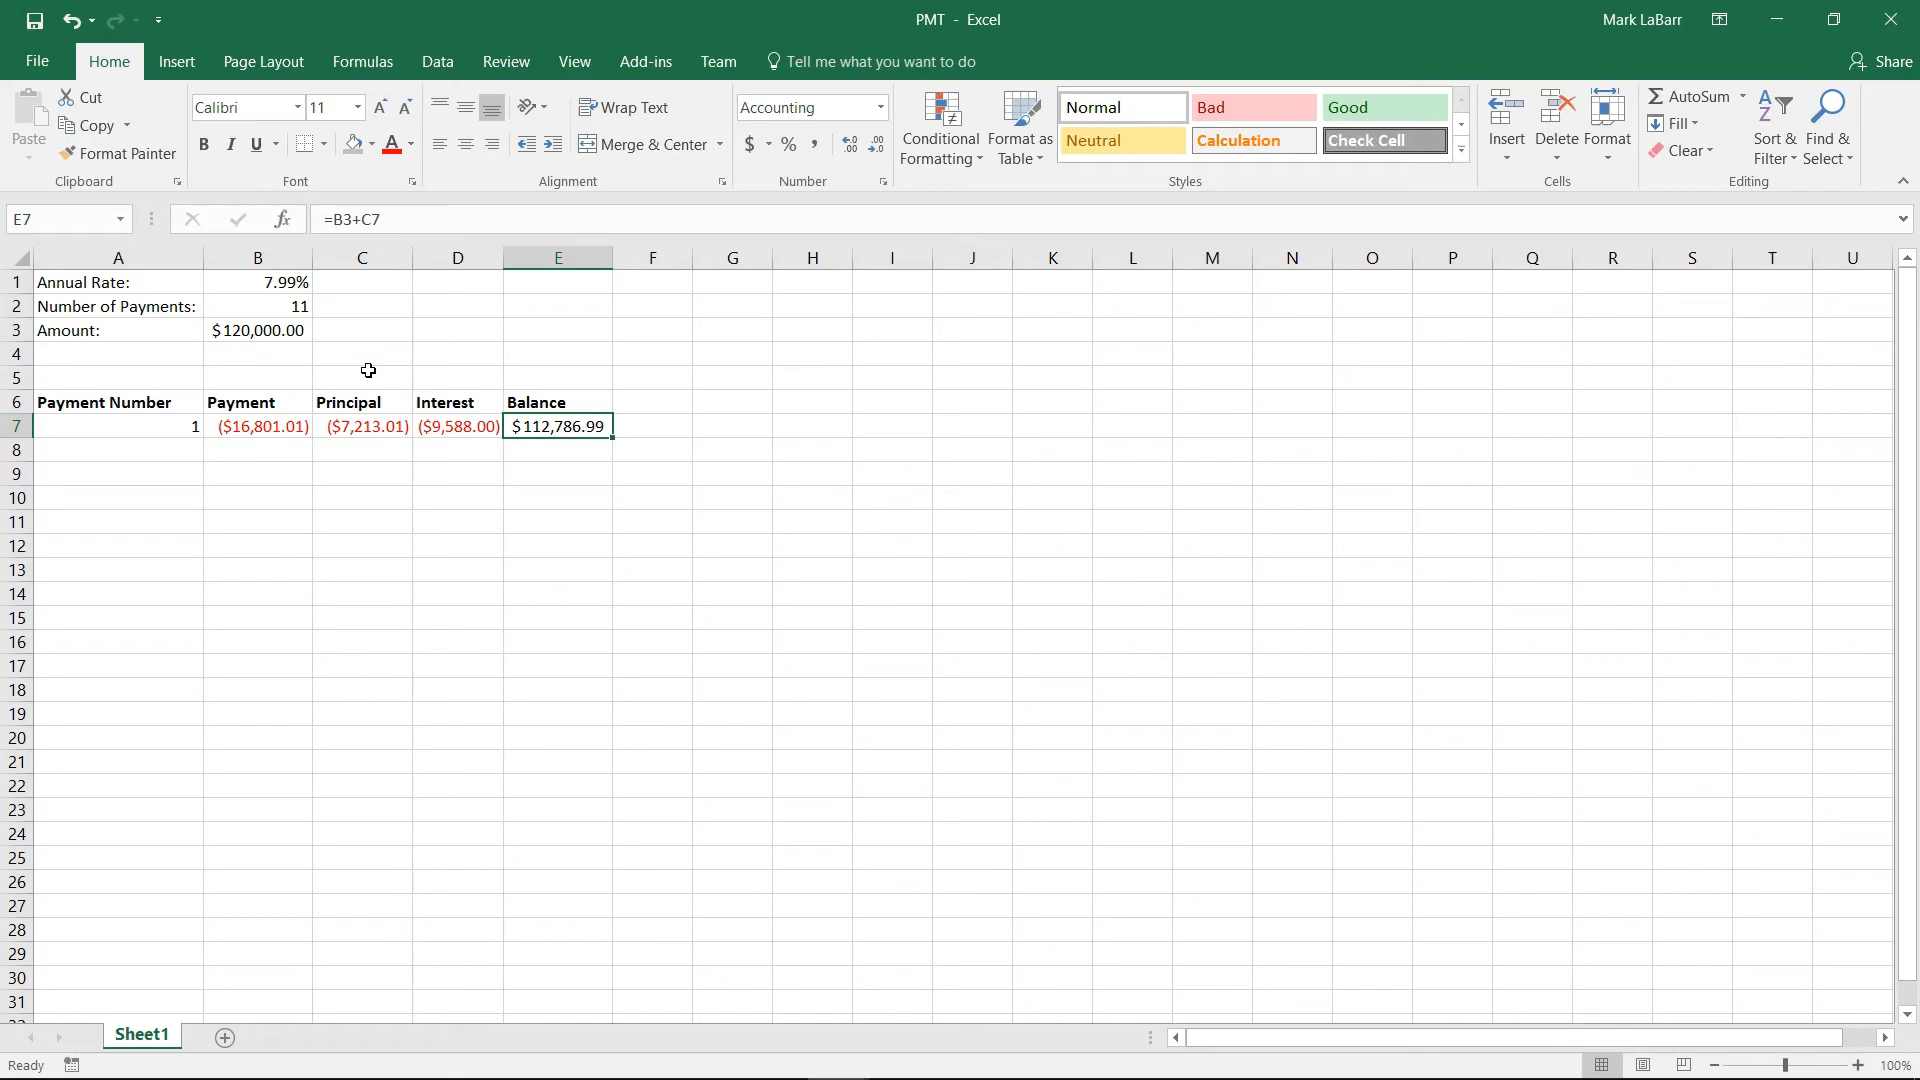 PMT - Excel
Mark LaBarr
File Home Insert Page Layout Formulas Data Review View Add-ins Team Tell me what you want to do Share
Paste
Cut
Copy
Format Painter
Clipboard
Calibri 11 A A
B I U A
Font
Wrap Text
Merge & Center
Alignment
Accounting
$ % ,
Number
Conditional Formatting
Format as Table
Normal Bad Good
Neutral Calculation Check Cell
Styles
Insert Delete Format
Cells
AutoSum
Fill
Clear
Sort & Filter
Find & Select
Editing
E7 fx =B3+C7
A B C D E F G H I J K L M N O P Q R S T U
1 Annual Rate: 7.99%
2 Number of Payments: 11
3 Amount: $120,000.00
4
5
6 Payment Number Payment Principal Interest Balance
7 1 ($16,801.01) ($7,213.01) ($9,588.00) $112,786.99
8
9
10
11
12
13
14
15
16
17
18
19
20
21
22
23
24
25
26
27
28
29
30
31
Sheet1
Ready 100%